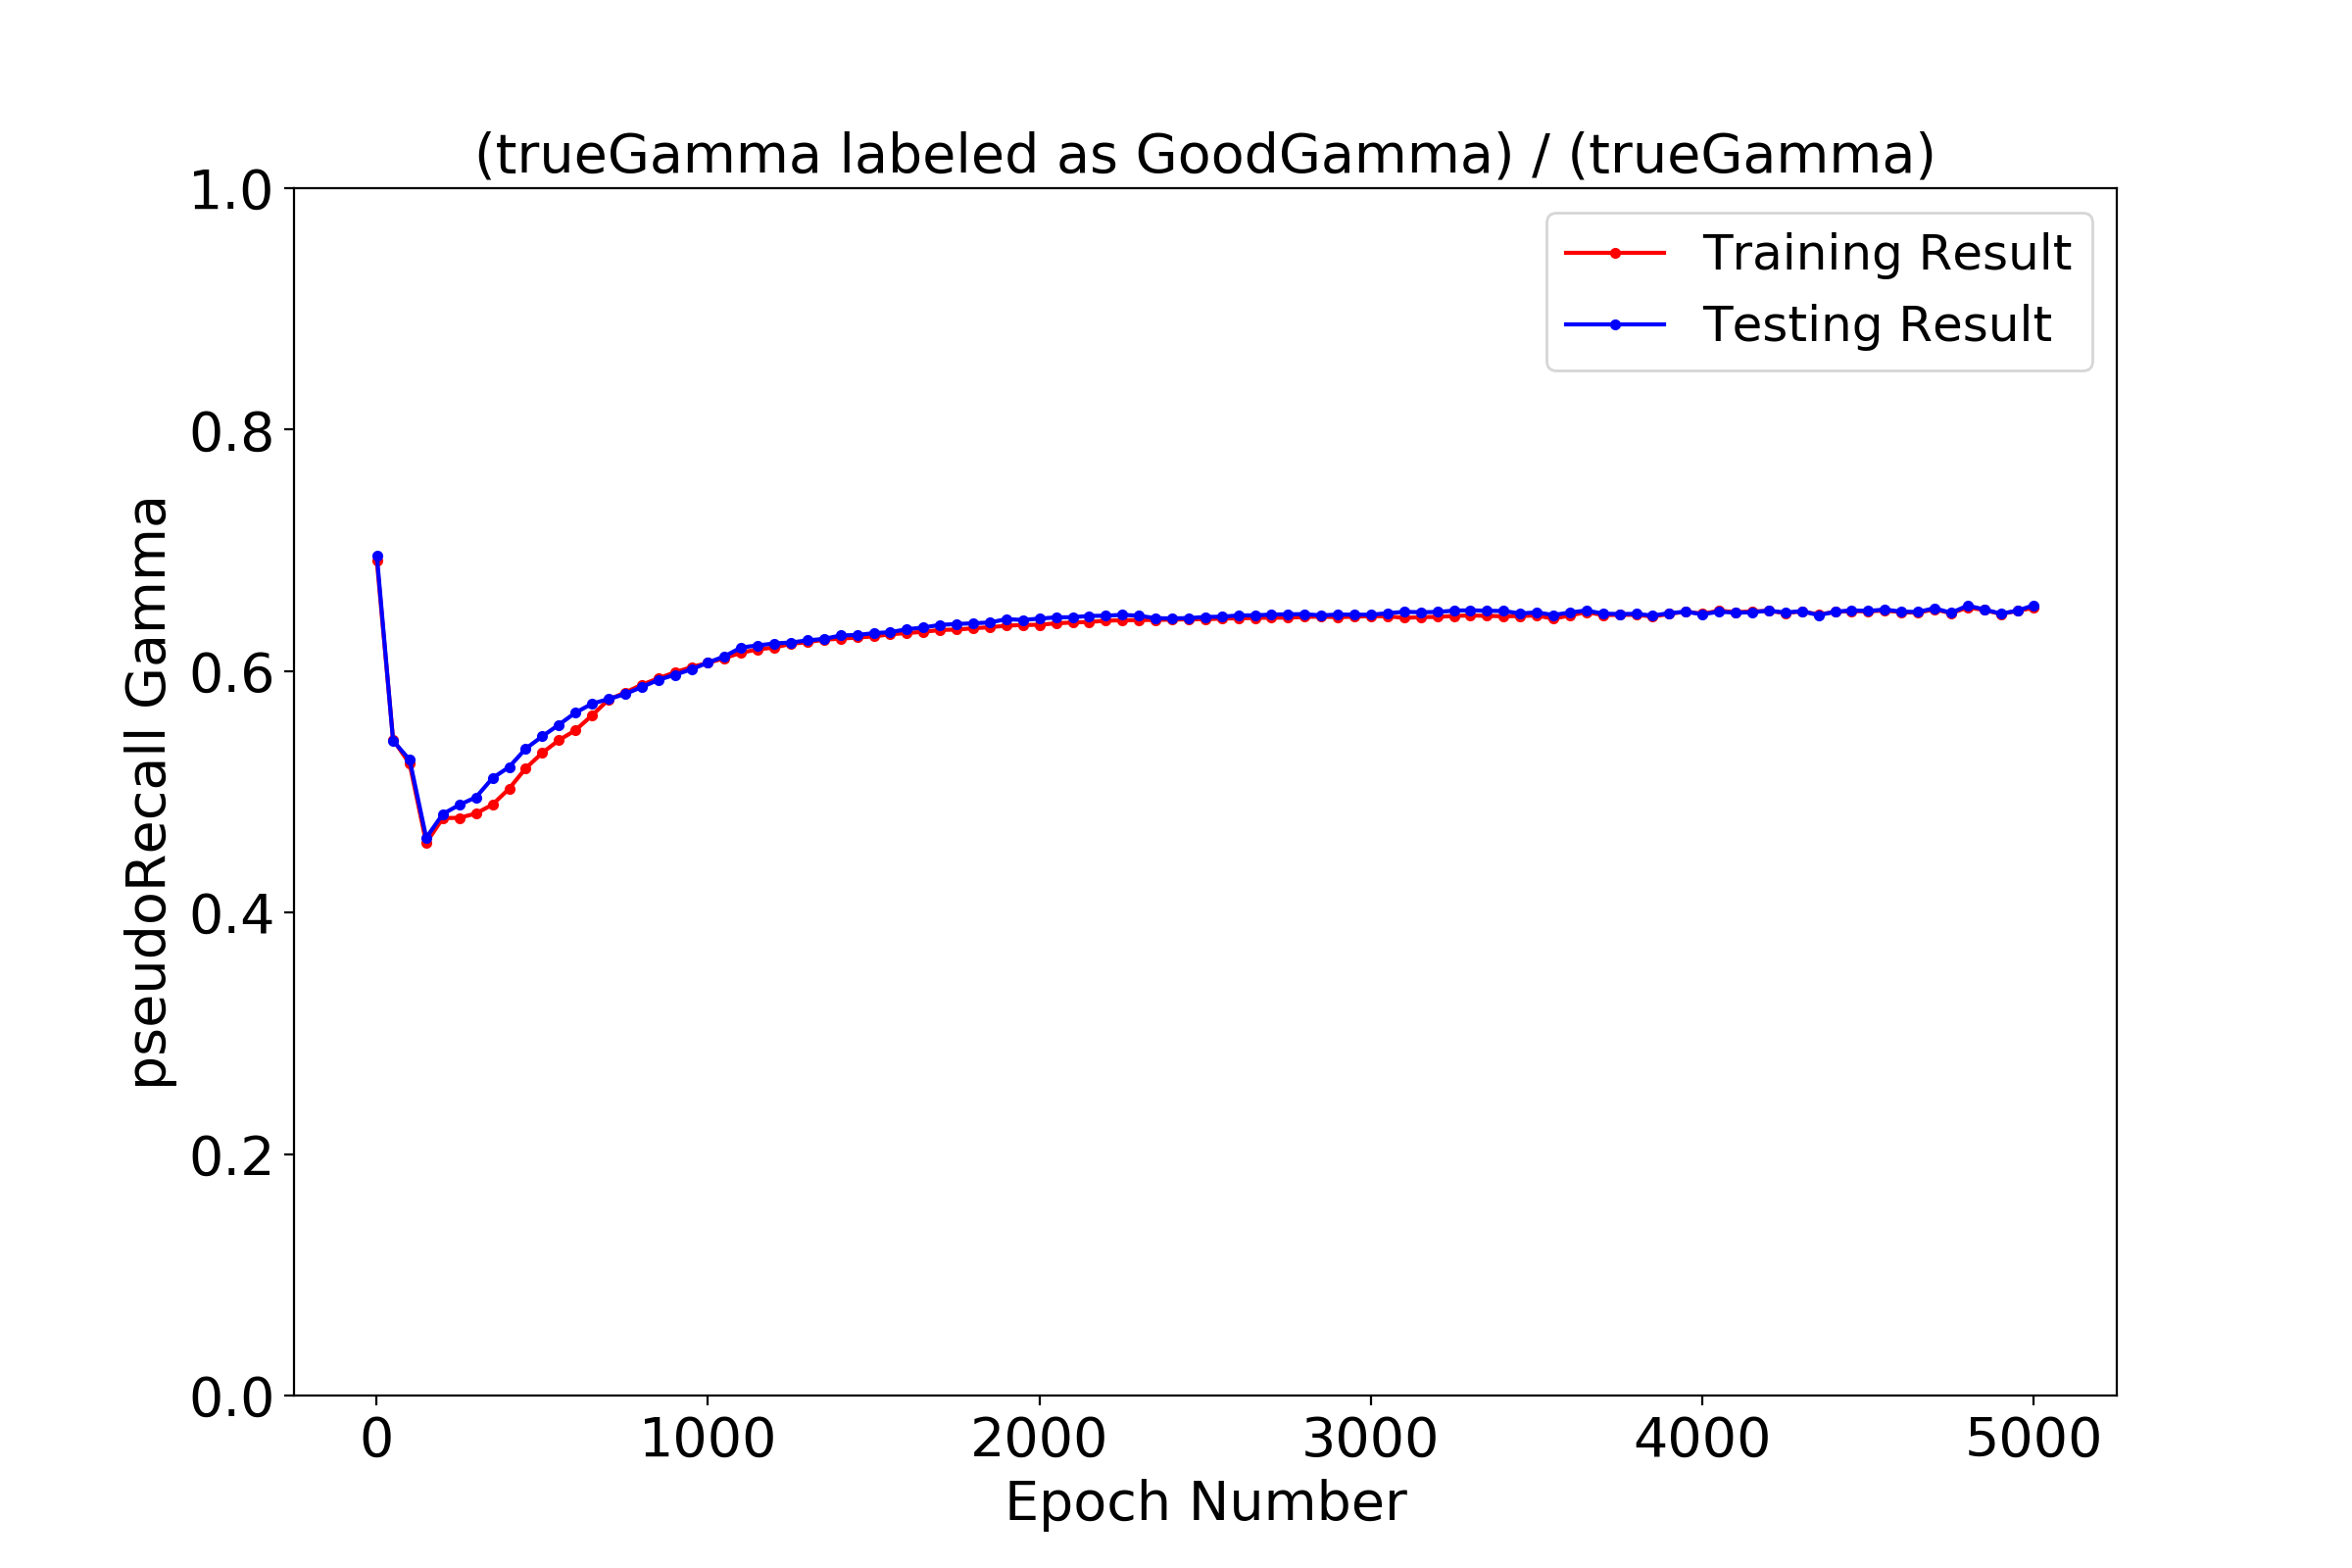 (trueGamma labeled as GoodGamma) / (trueGamma)
Training Result
Testing Result
pseudoRecall Gamma
1.0
0.8
0.6
0.4
0.2
0.0
0 1000 2000 3000 4000 5000
Epoch Number